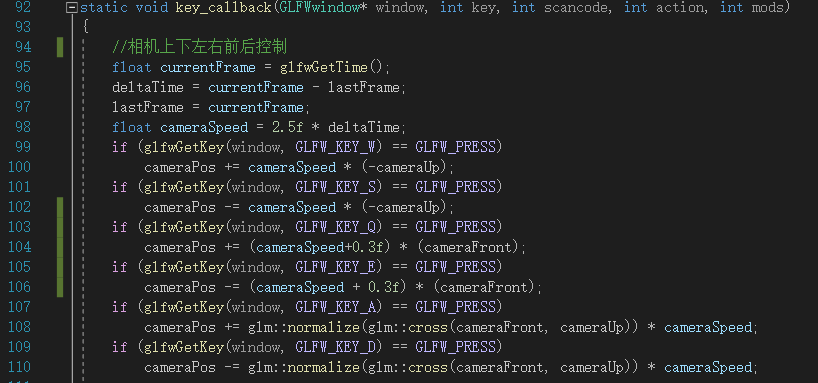 92 static void key_callback(GLFWwindow* window, int key, int scancode, int action, int mods)
93 {
94 //相机上下左右前后控制
95 float currentFrame = glfwGetTime();
96 deltaTime = currentFrame - lastFrame;
97 lastFrame = currentFrame;
98 float cameraSpeed = 2.5f * deltaTime;
99 if (glfwGetKey(window, GLFW_KEY_W) == GLFW_PRESS)
100 cameraPos += cameraSpeed * (-cameraUp);
101 if (glfwGetKey(window, GLFW_KEY_S) == GLFW_PRESS)
102 cameraPos -= cameraSpeed * (-cameraUp);
103 if (glfwGetKey(window, GLFW_KEY_Q) == GLFW_PRESS)
104 cameraPos += (cameraSpeed+0.3f) * (cameraFront);
105 if (glfwGetKey(window, GLFW_KEY_E) == GLFW_PRESS)
106 cameraPos -= (cameraSpeed + 0.3f) * (cameraFront);
107 if (glfwGetKey(window, GLFW_KEY_A) == GLFW_PRESS)
108 cameraPos += glm::normalize(glm::cross(cameraFront, cameraUp)) * cameraSpeed;
109 if (glfwGetKey(window, GLFW_KEY_D) == GLFW_PRESS)
110 cameraPos -= glm::normalize(glm::cross(cameraFront, cameraUp)) * cameraSpeed;